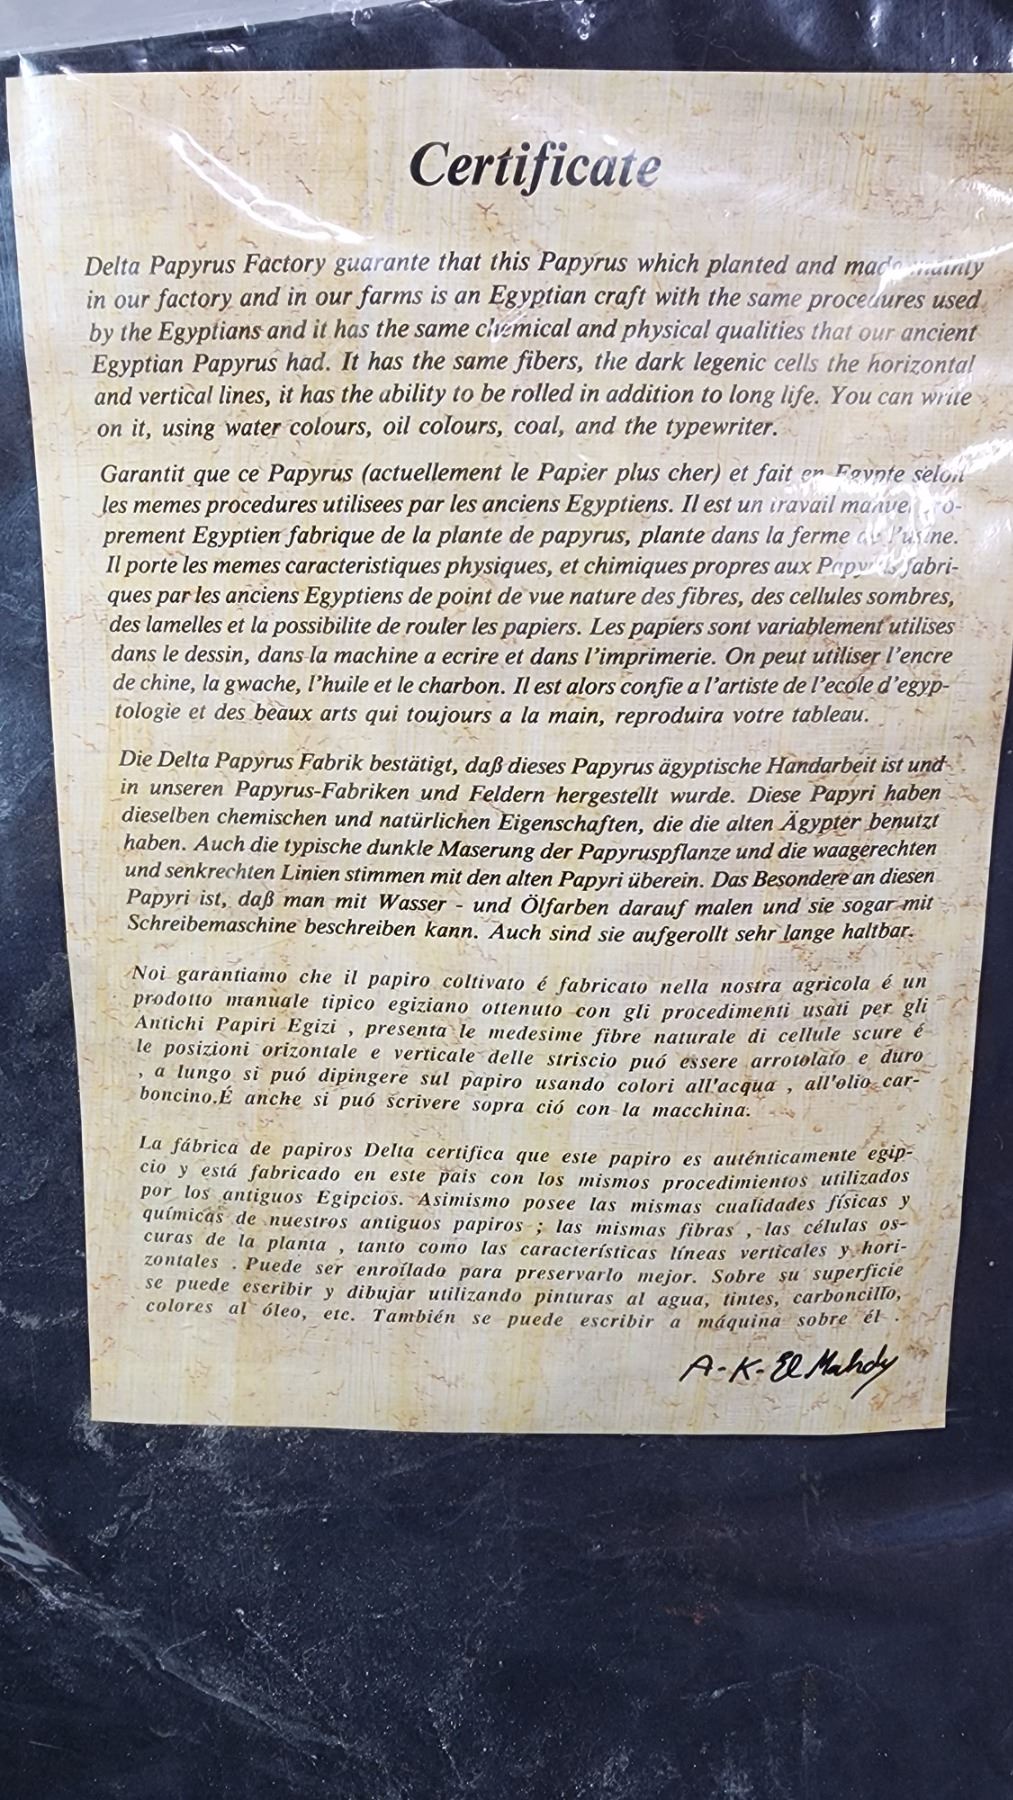 Certificate
Delta Papyrus Factory guarante that this Papyrus which planted and made mainly
in our factory and in our farms is an Egyptian craft with the same procedures used
by the Egyptians and it has the same chemical and physical qualities that our ancient
Egyptian Papyrus had. It has the same fibers, the dark legenic cells the horizontal
and vertical lines, it has the ability to be rolled in addition to long life. You can write
on it, using water colours, oil colours, coal, and the typewriter.
Garantit que ce Papyrus (actuellement le Papier plus cher) et fait en Egypte selon
les memes procedures utilisees par les anciens Egyptiens. Il est un travail manuel pro-
prement Egyptien fabrique de la plante de papyrus, plante dans la ferme de l'usine.
Il porte les memes caracteristiques physiques, et chimiques propres aux Papyrus fabri-
ques par les anciens Egyptiens de point de vue nature des fibres, des cellules sombres,
des lamelles et la possibilite de rouler les papiers. Les papiers sont variablement utilises
dans le dessin, dans la machine a ecrire et dans l'imprimerie. On peut utiliser l'encre
de chine, la gwache, l'huile et le charbon. Il est alors confie a l'artiste de l'ecole d'egyp-
tologie et des beaux arts qui toujours a la main, reproduira votre tableau.
Die Delta Papyrus Fabrik bestätigt, daß dieses Papyrus ägyptische Handarbeit ist und
in unseren Papyrus-Fabriken und Feldern hergestellt wurde. Diese Papyri haben
dieselben chemischen und natürlichen Eigenschaften, die die alten Ägypter benutzt
haben. Auch die typische dunkle Maserung der Papyruspflanze und die waagerechten
und senkrechten Linien stimmen mit den alten Papyri überein. Das Besondere an diesen
Papyri ist, daß man mit Wasser - und Ölfarben darauf malen und sie sogar mit
Schreibemaschine beschreiben kann. Auch sind sie aufgerollt sehr lange haltbar.
Noi garantiamo che il papiro coltivato é fabricato nella nostra agricola é un
prodotto manuale tipico egiziano ottenuto con gli procedimenti usati per gli
Antichi Papiri Egizi , presenta le medesime fibre naturale di cellule scure é
le posizioni orizontale e verticale delle striscio puó essere arrotolato e duro
, a lungo si puó dipingere sul papiro usando colori all'acqua , all'olio car-
boncino.É anche si puó scrivere sopra ció con la macchina.
La fábrica de papiros Delta certifica que este papiro es auténticamente egip-
cio y está fabricado en este pais con los mismos procedimientos utilizados
por los antiguos Egipcios. Asimismo posee las mismas cualidades físicas y
químicas de nuestros antiguos papiros ; las mismas fibras , las células os-
curas de la planta , tanto como las características líneas verticales y hori-
zontales . Puede ser enrollado para preservarlo mejor. Sobre su superficie
se puede escribir y dibujar utilizando pinturas al agua, tintes, carboncillo,
colores al óleo, etc. También se puede escribir a máquina sobre él .
A-K-El Mahdy